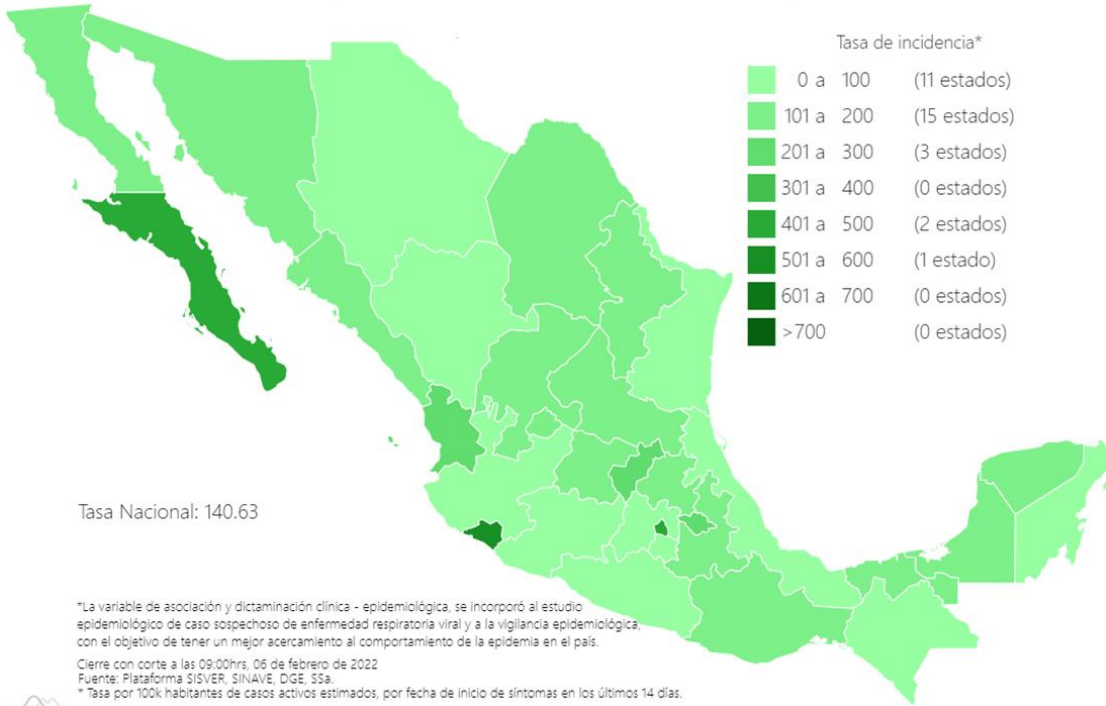 Tasa de incidencia*
0 a 100 (11 estados)
101 a 200 (15 estados)
201 a 300 (3 estados)
301 a 400 (0 estados)
401 a 500 (2 estados)
501 a 600 (1 estado)
601 a 700 (0 estados)
>700 (0 estados)
Tasa Nacional: 140.63
*La variable de asociación y dictaminación clínica - epidemiológica, se incorporó al estudio
epidemiológico de caso sospechoso de enfermedad respiratoria viral y a la vigilancia epidemiológica,
con el objetivo de tener un mejor acercamiento al comportamiento de la epidemia en el país.
Cierre con corte a las 09:00hrs, 06 de febrero de 2022
Fuente: Plataforma SISVER, SINAVE, DGE, SSa.
* Tasa por 100k habitantes de casos activos estimados, por fecha de inicio de síntomas en los últimos 14 días.